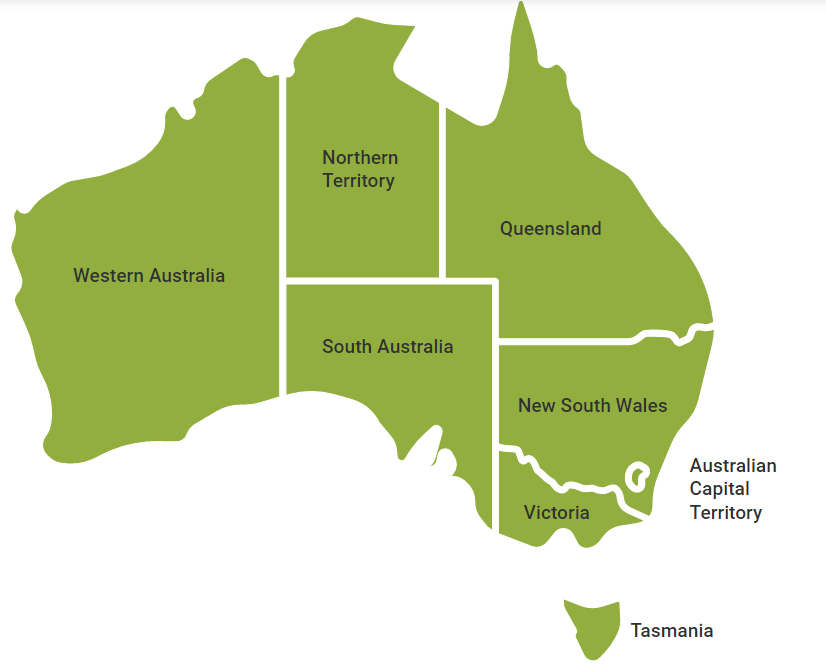 Northern
Territory
Queensland
Western Australia
South Australia
New South Wales
Australian
Capital
Territory
Victoria
Tasmania